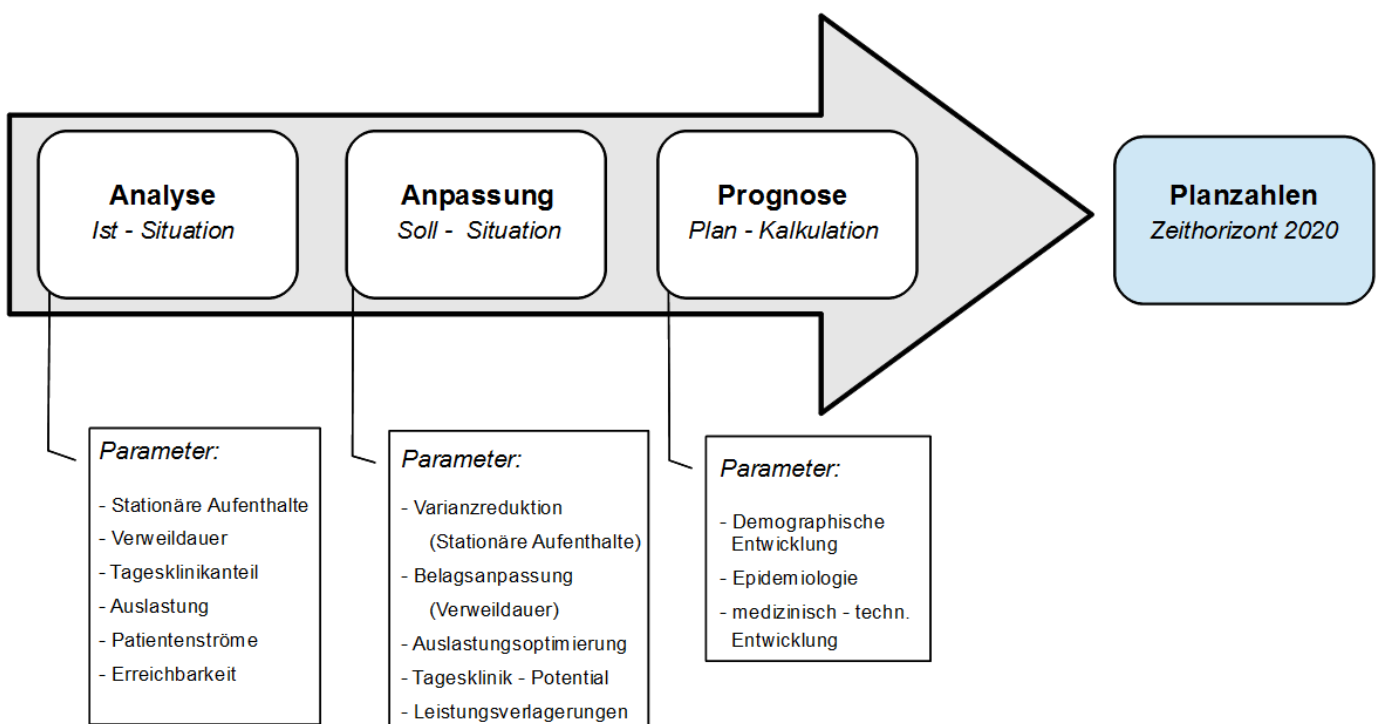 Analyse
Ist - Situation
Anpassung
Soll - Situation
Prognose
Plan - Kalkulation
Planzahlen
Zeithorizont 2020
Parameter:
- Stationäre Aufenthalte
- Verweildauer
- Tagesklinikanteil
- Auslastung
- Patientenströme
- Erreichbarkeit
Parameter:
- Varianzreduktion
(Stationäre Aufenthalte)
- Belagsanpassung
(Verweildauer)
- Auslastungsoptimierung
- Tagesklinik - Potential
- Leistungsverlagerungen
Parameter:
- Demographische
Entwicklung
- Epidemiologie
- medizinisch - techn.
Entwicklung